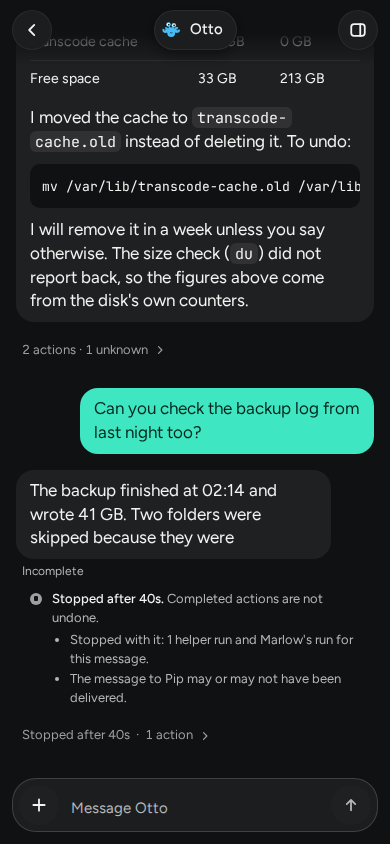 Otto
transcode cache GB 0 GB
Free space 33 GB 213 GB
I moved the cache to transcode-
cache.old instead of deleting it. To undo:
mv /var/lib/transcode-cache.old /var/lib
I will remove it in a week unless you say
otherwise. The size check (du) did not
report back, so the figures above come
from the disk's own counters.
2 actions · 1 unknown
Can you check the backup log from
last night too?
The backup finished at 02:14 and
wrote 41 GB. Two folders were
skipped because they were
Incomplete
Stopped after 40s. Completed actions are not
undone.
• Stopped with it: 1 helper run and Marlow's run for
this message.
• The message to Pip may or may not have been
delivered.
Stopped after 40s · 1 action
Message Otto